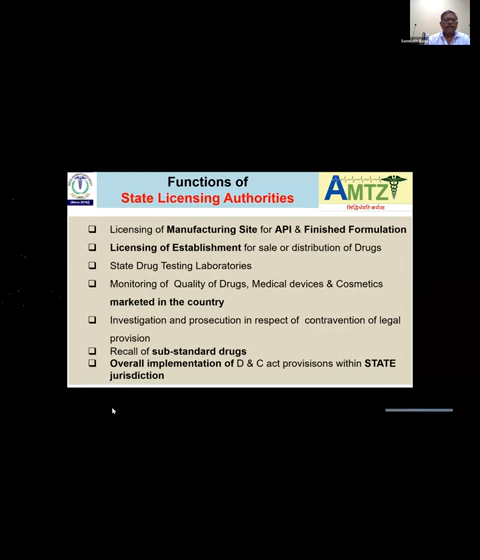 Functions of
State Licensing Authorities
AMTZ
❑ Licensing of Manufacturing Site for API & Finished Formulation
❑ Licensing of Establishment for sale or distribution of Drugs
❑ State Drug Testing Laboratories
❑ Monitoring of Quality of Drugs, Medical devices & Cosmetics
marketed in the country
❑ Investigation and prosecution in respect of contravention of legal
provision
❑ Recall of sub-standard drugs
❑ Overall implementation of D & C act provisisons within STATE
jurisdiction